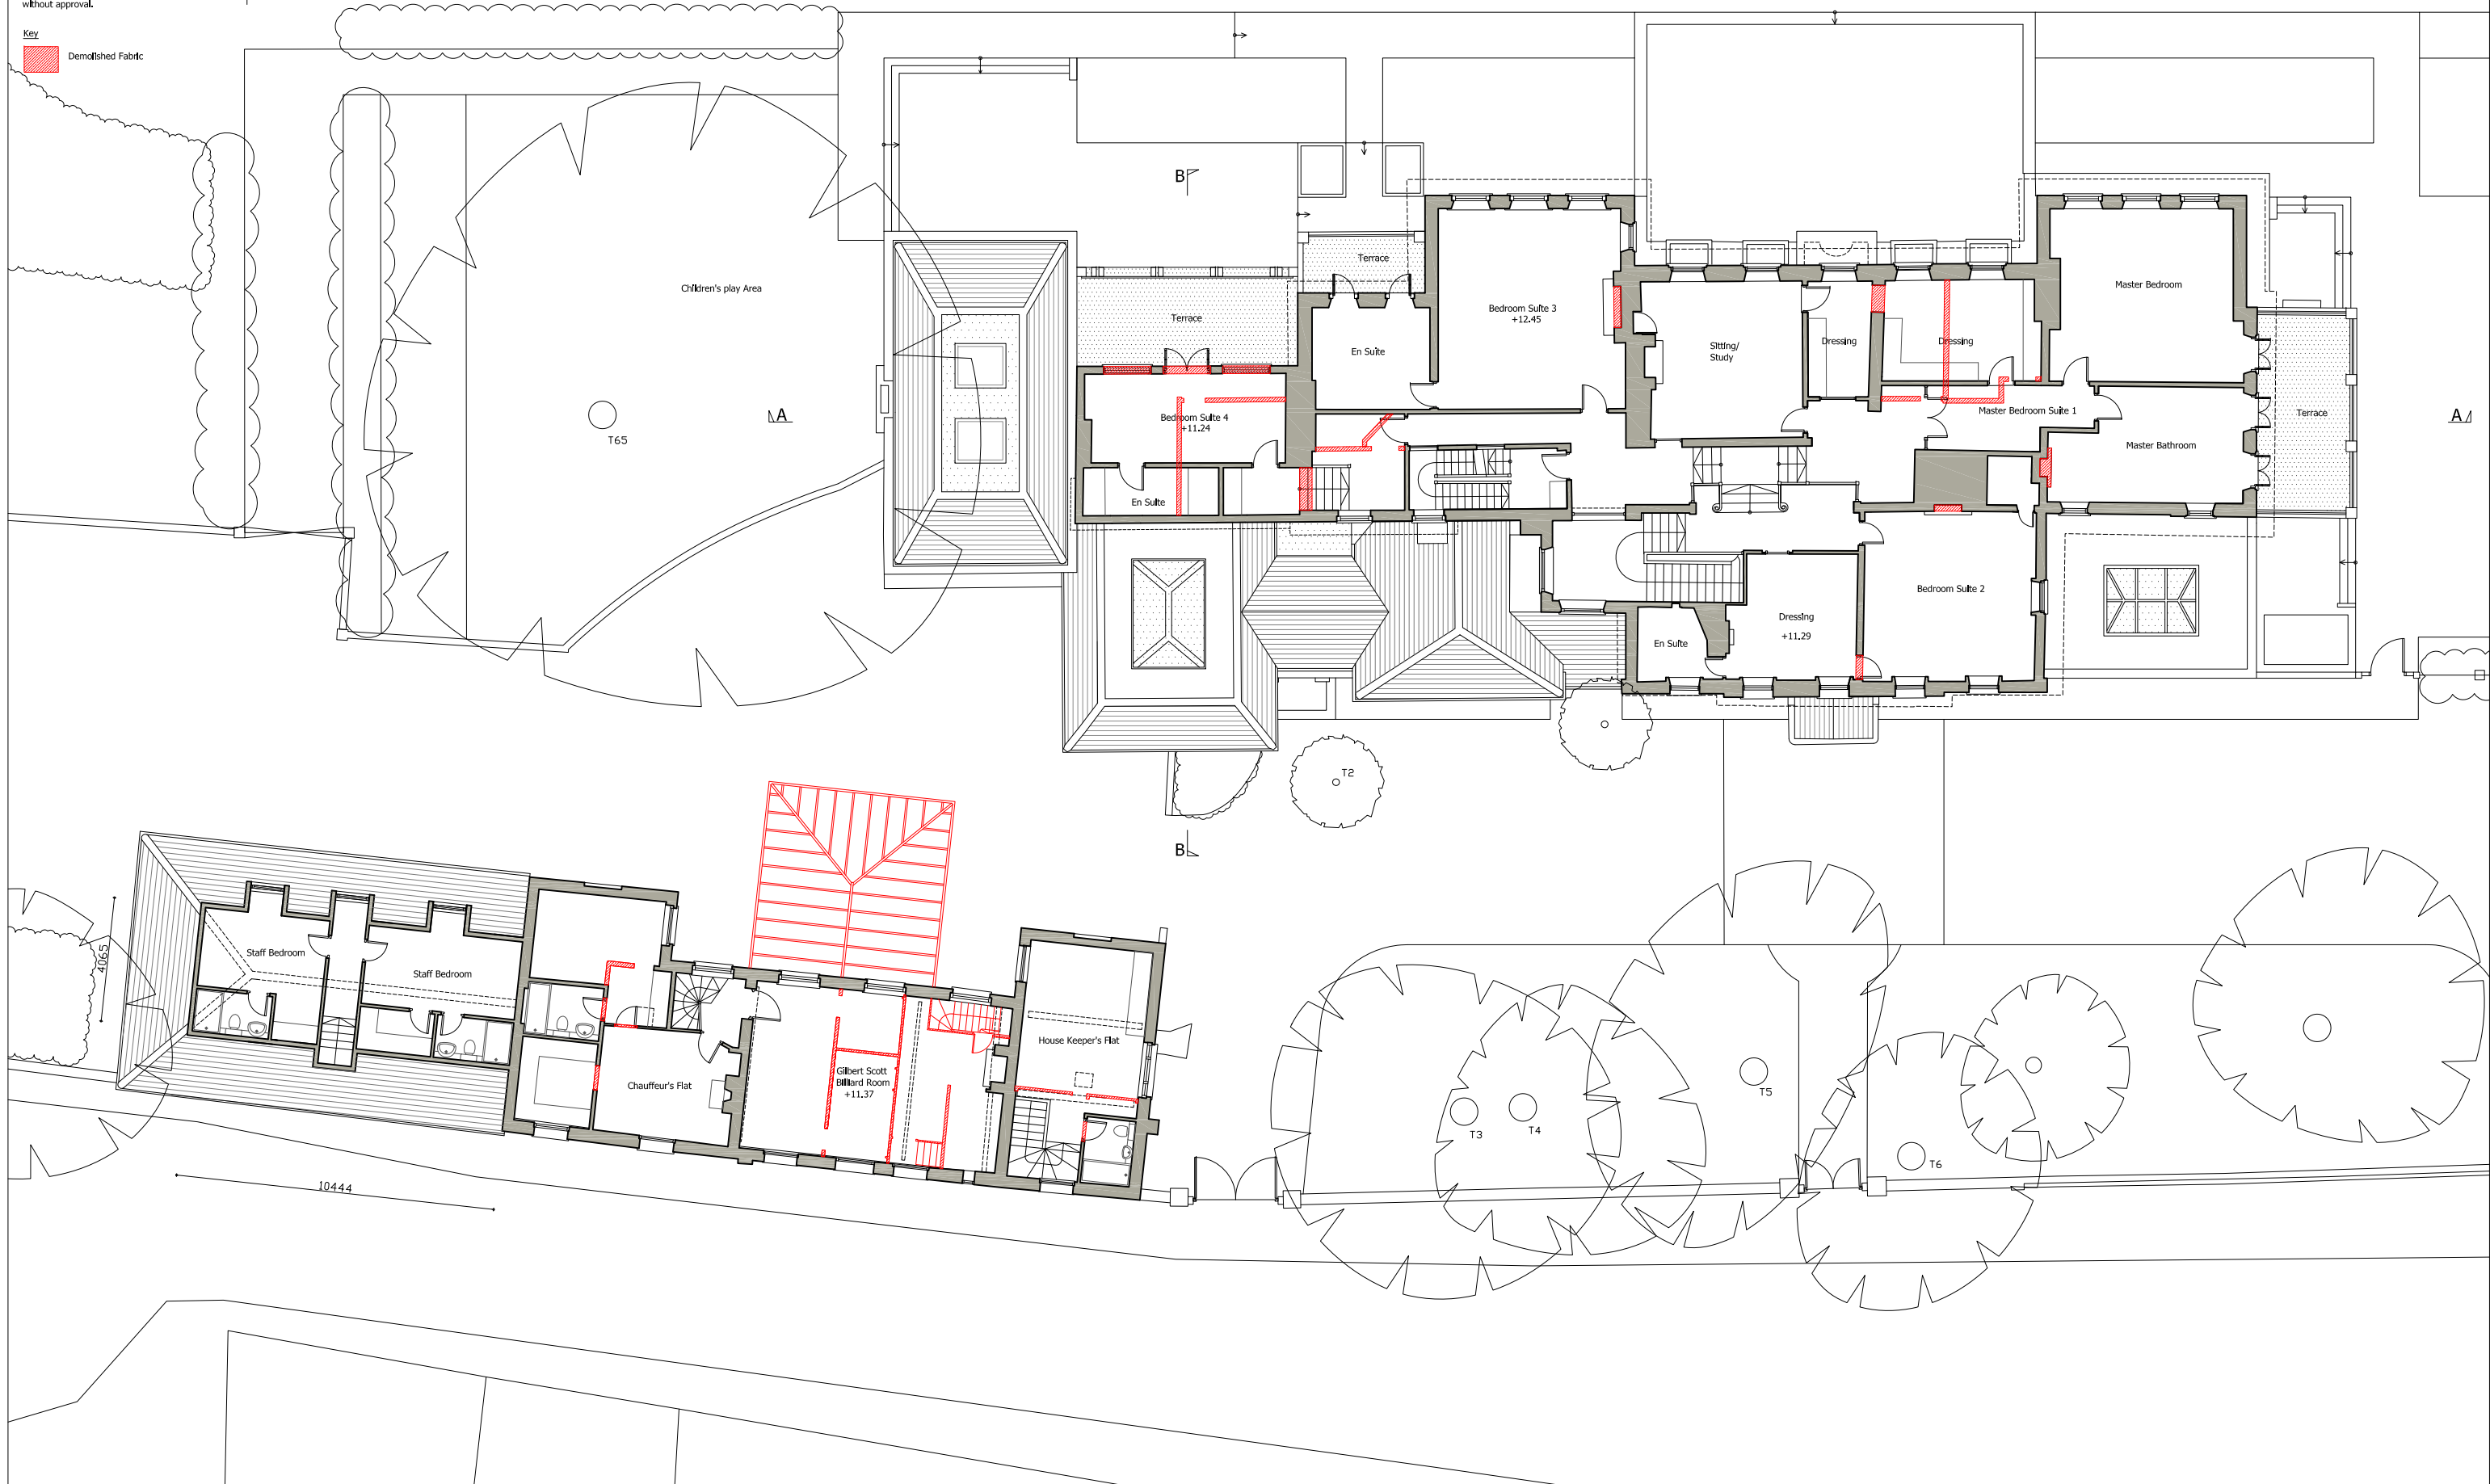 without approval.
Key
Demolished Fabric
B
Children's play Area
Terrace
Terrace
Bedroom Suite 3
+12.45
En Suite
Sitting/
Study
Dressing
Dressing
Master Bedroom
T65
A
Bedroom Suite 4
+11.24
Master Bedroom Suite 1
Terrace
A
Master Bathroom
En Suite
Bedroom Suite 2
Dressing
+11.29
En Suite
T2
B
4065
Staff Bedroom
Staff Bedroom
Chauffeur's Flat
Gilbert Scott
Billiard Room
+11.37
House Keeper's Flat
T3
T4
T5
T6
10444